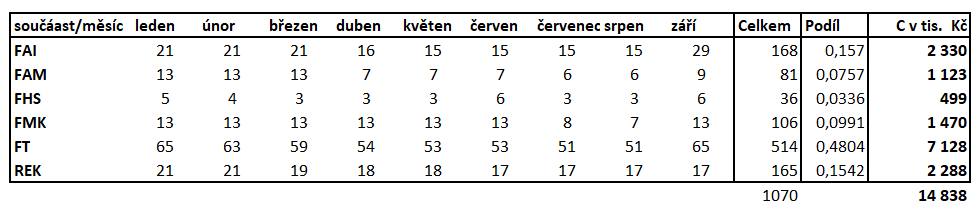 součáast/měsíc leden únor březen duben květen červen červenec srpen září Celkem Podíl C v tis. Kč
FAI 21 21 21 16 15 15 15 15 29 168 0,157 2 330
FAM 13 13 13 7 7 7 6 6 9 81 0,0757 1 123
FHS 5 4 3 3 3 6 3 3 6 36 0,0336 499
FMK 13 13 13 13 13 13 8 7 13 106 0,0991 1 470
FT 65 63 59 54 53 53 51 51 65 514 0,4804 7 128
REK 21 21 19 18 18 17 17 17 17 165 0,1542 2 288
1070 14 838